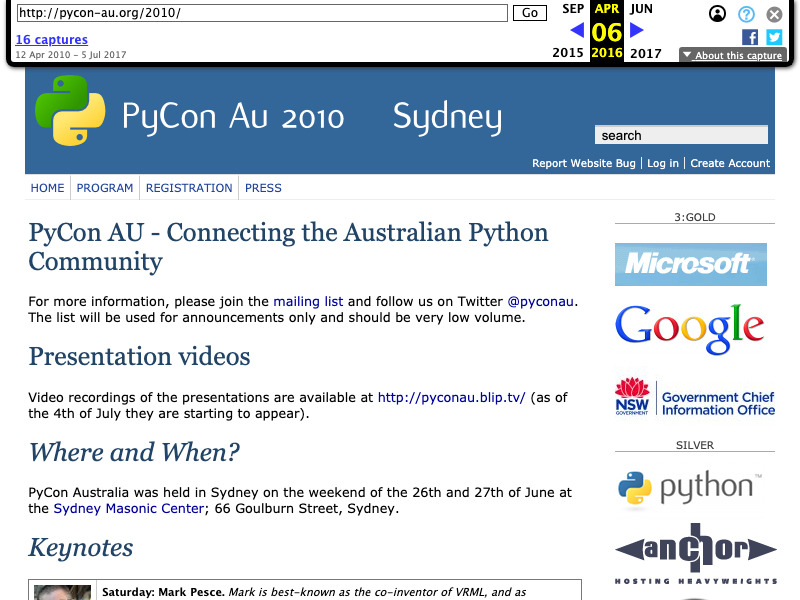 http://pycon-au.org/2010/ Go SEP APR JUN
16 captures 06
12 Apr 2010 – 5 Jul 2017 2015 2016 2017 About this capture
PyCon Au 2010 Sydney
search
Report Website Bug | Log in | Create Account
HOME PROGRAM REGISTRATION PRESS
PyCon AU - Connecting the Australian Python
Community
For more information, please join the mailing list and follow us on Twitter @pyconau.
The list will be used for announcements only and should be very low volume.
Presentation videos
Video recordings of the presentations are available at http://pyconau.blip.tv/ (as of
the 4th of July they are starting to appear).
Where and When?
PyCon Australia was held in Sydney on the weekend of the 26th and 27th of June at
the Sydney Masonic Center; 66 Goulburn Street, Sydney.
Keynotes
Saturday: Mark Pesce. Mark is best-known as the co-inventor of VRML, and as
3:GOLD
Microsoft
Google
NSW
GOVERNMENT
Government Chief
Information Office
SILVER
python™
anchor
HOSTING HEAVYWEIGHTS